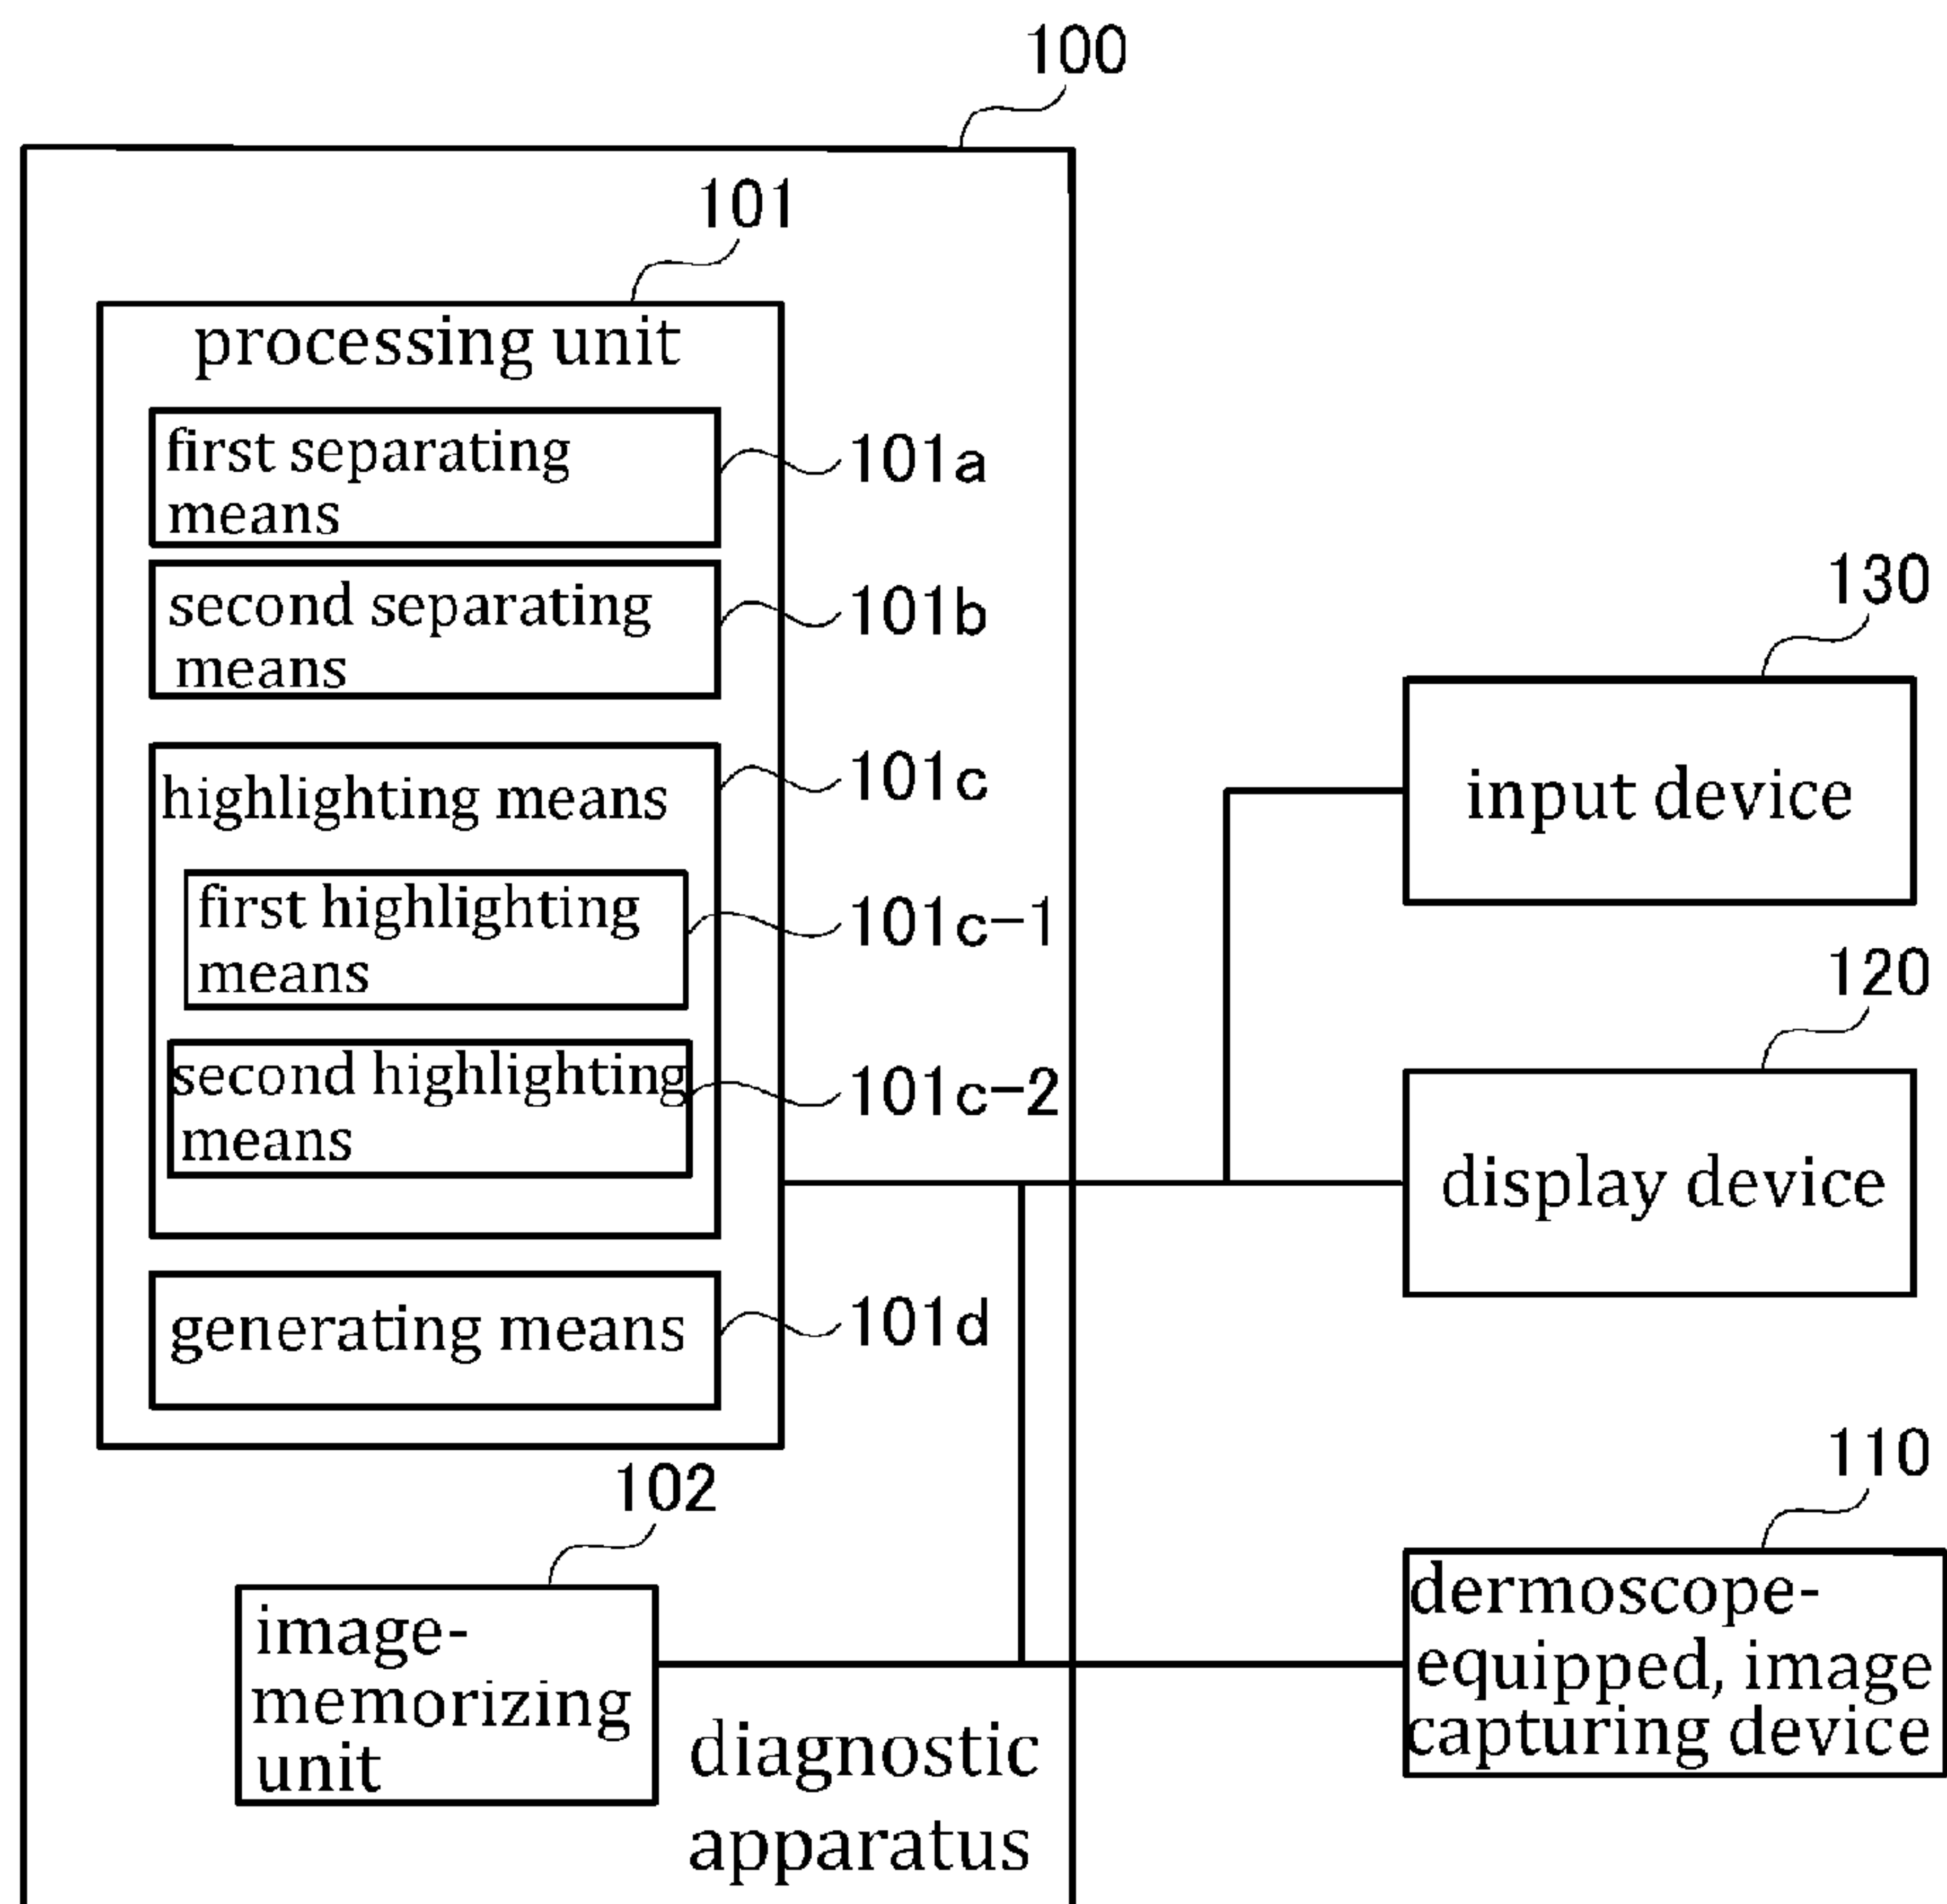 100
101
processing unit
first separating
means
101a
second separating
means
101b
highlighting means
101c
first highlighting
means
101c-1
second highlighting
means
101c-2
generating means
101d
102
image-
memorizing
unit
diagnostic
apparatus
130
input device
120
display device
110
dermoscope-
equipped, image
capturing device